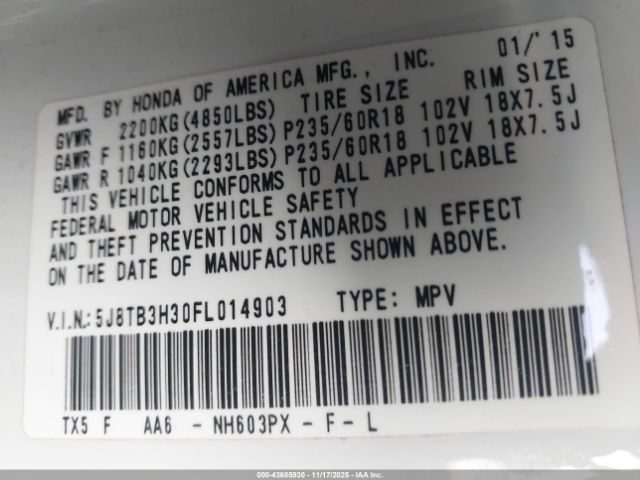 MFD. BY HONDA OF AMERICA MFG., INC. 01/'15
GVWR 2200KG(4850LBS) TIRE SIZE RIM SIZE
GAWR F 1160KG(2557LBS) P235/60R18 102V 18X7.5J
GAWR R 1040KG(2293LBS) P235/60R18 102V 18X7.5J
THIS VEHICLE CONFORMS TO ALL APPLICABLE
FEDERAL MOTOR VEHICLE SAFETY
AND THEFT PREVENTION STANDARDS IN EFFECT
ON THE DATE OF MANUFACTURE SHOWN ABOVE.
V.I.N.: 5J8TB3H30FL014903 TYPE: MPV
TX5 F AA6 - NH603PX - F - L
000-43685930 - 11/17/2025 - IAAI.COM